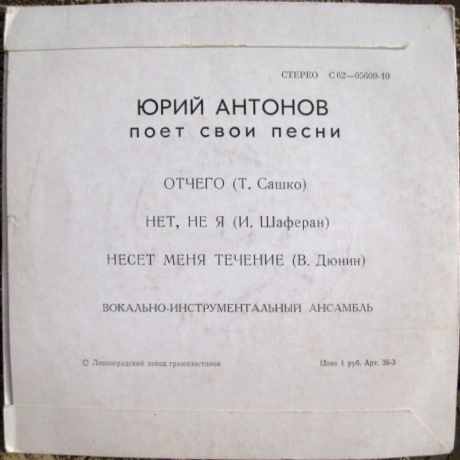 СТЕРЕО С 62—05609-10
ЮРИЙ АНТОНОВ
поет свои песни
ОТЧЕГО (Т. Сашко)
НЕТ, НЕ Я (И. Шаферан)
НЕСЕТ МЕНЯ ТЕЧЕНИЕ (В. Дюнин)
ВОКАЛЬНО-ИНСТРУМЕНТАЛЬНЫЙ АНСАМБЛЬ
© Ленинградский завод грампластинок Цена 1 руб. Арт. 36-3